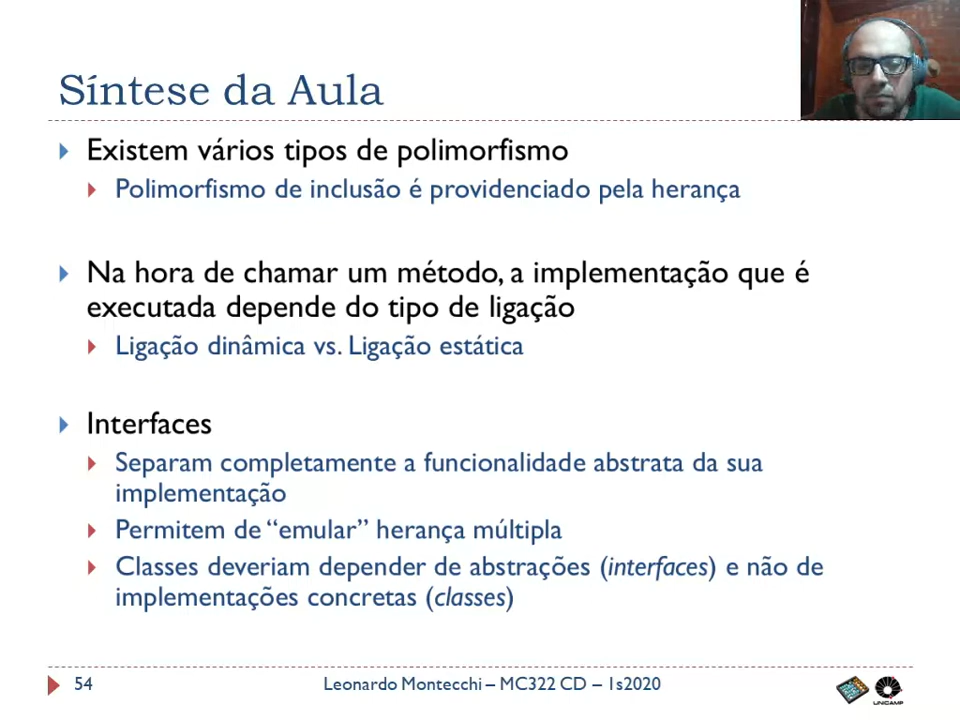 Síntese da Aula
Existem vários tipos de polimorfismo
Polimorfismo de inclusão é providenciado pela herança
Na hora de chamar um método, a implementação que é
executada depende do tipo de ligação
Ligação dinâmica vs. Ligação estática
Interfaces
Separam completamente a funcionalidade abstrata da sua
implementação
Permitem de “emular” herança múltipla
Classes deveriam depender de abstrações (interfaces) e não de
implementações concretas (classes)
54
Leonardo Montecchi – MC322 CD – 1s2020
UNICAMP